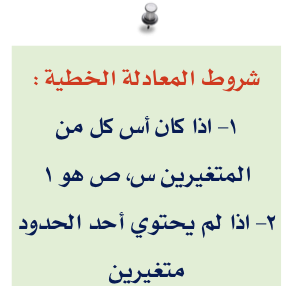 شروط المعادلة الخطية :
١- اذا كان أس كل من
المتغيرين س، ص هو ١
٢- اذا لم يحتوي أحد الحدود
متغيرين